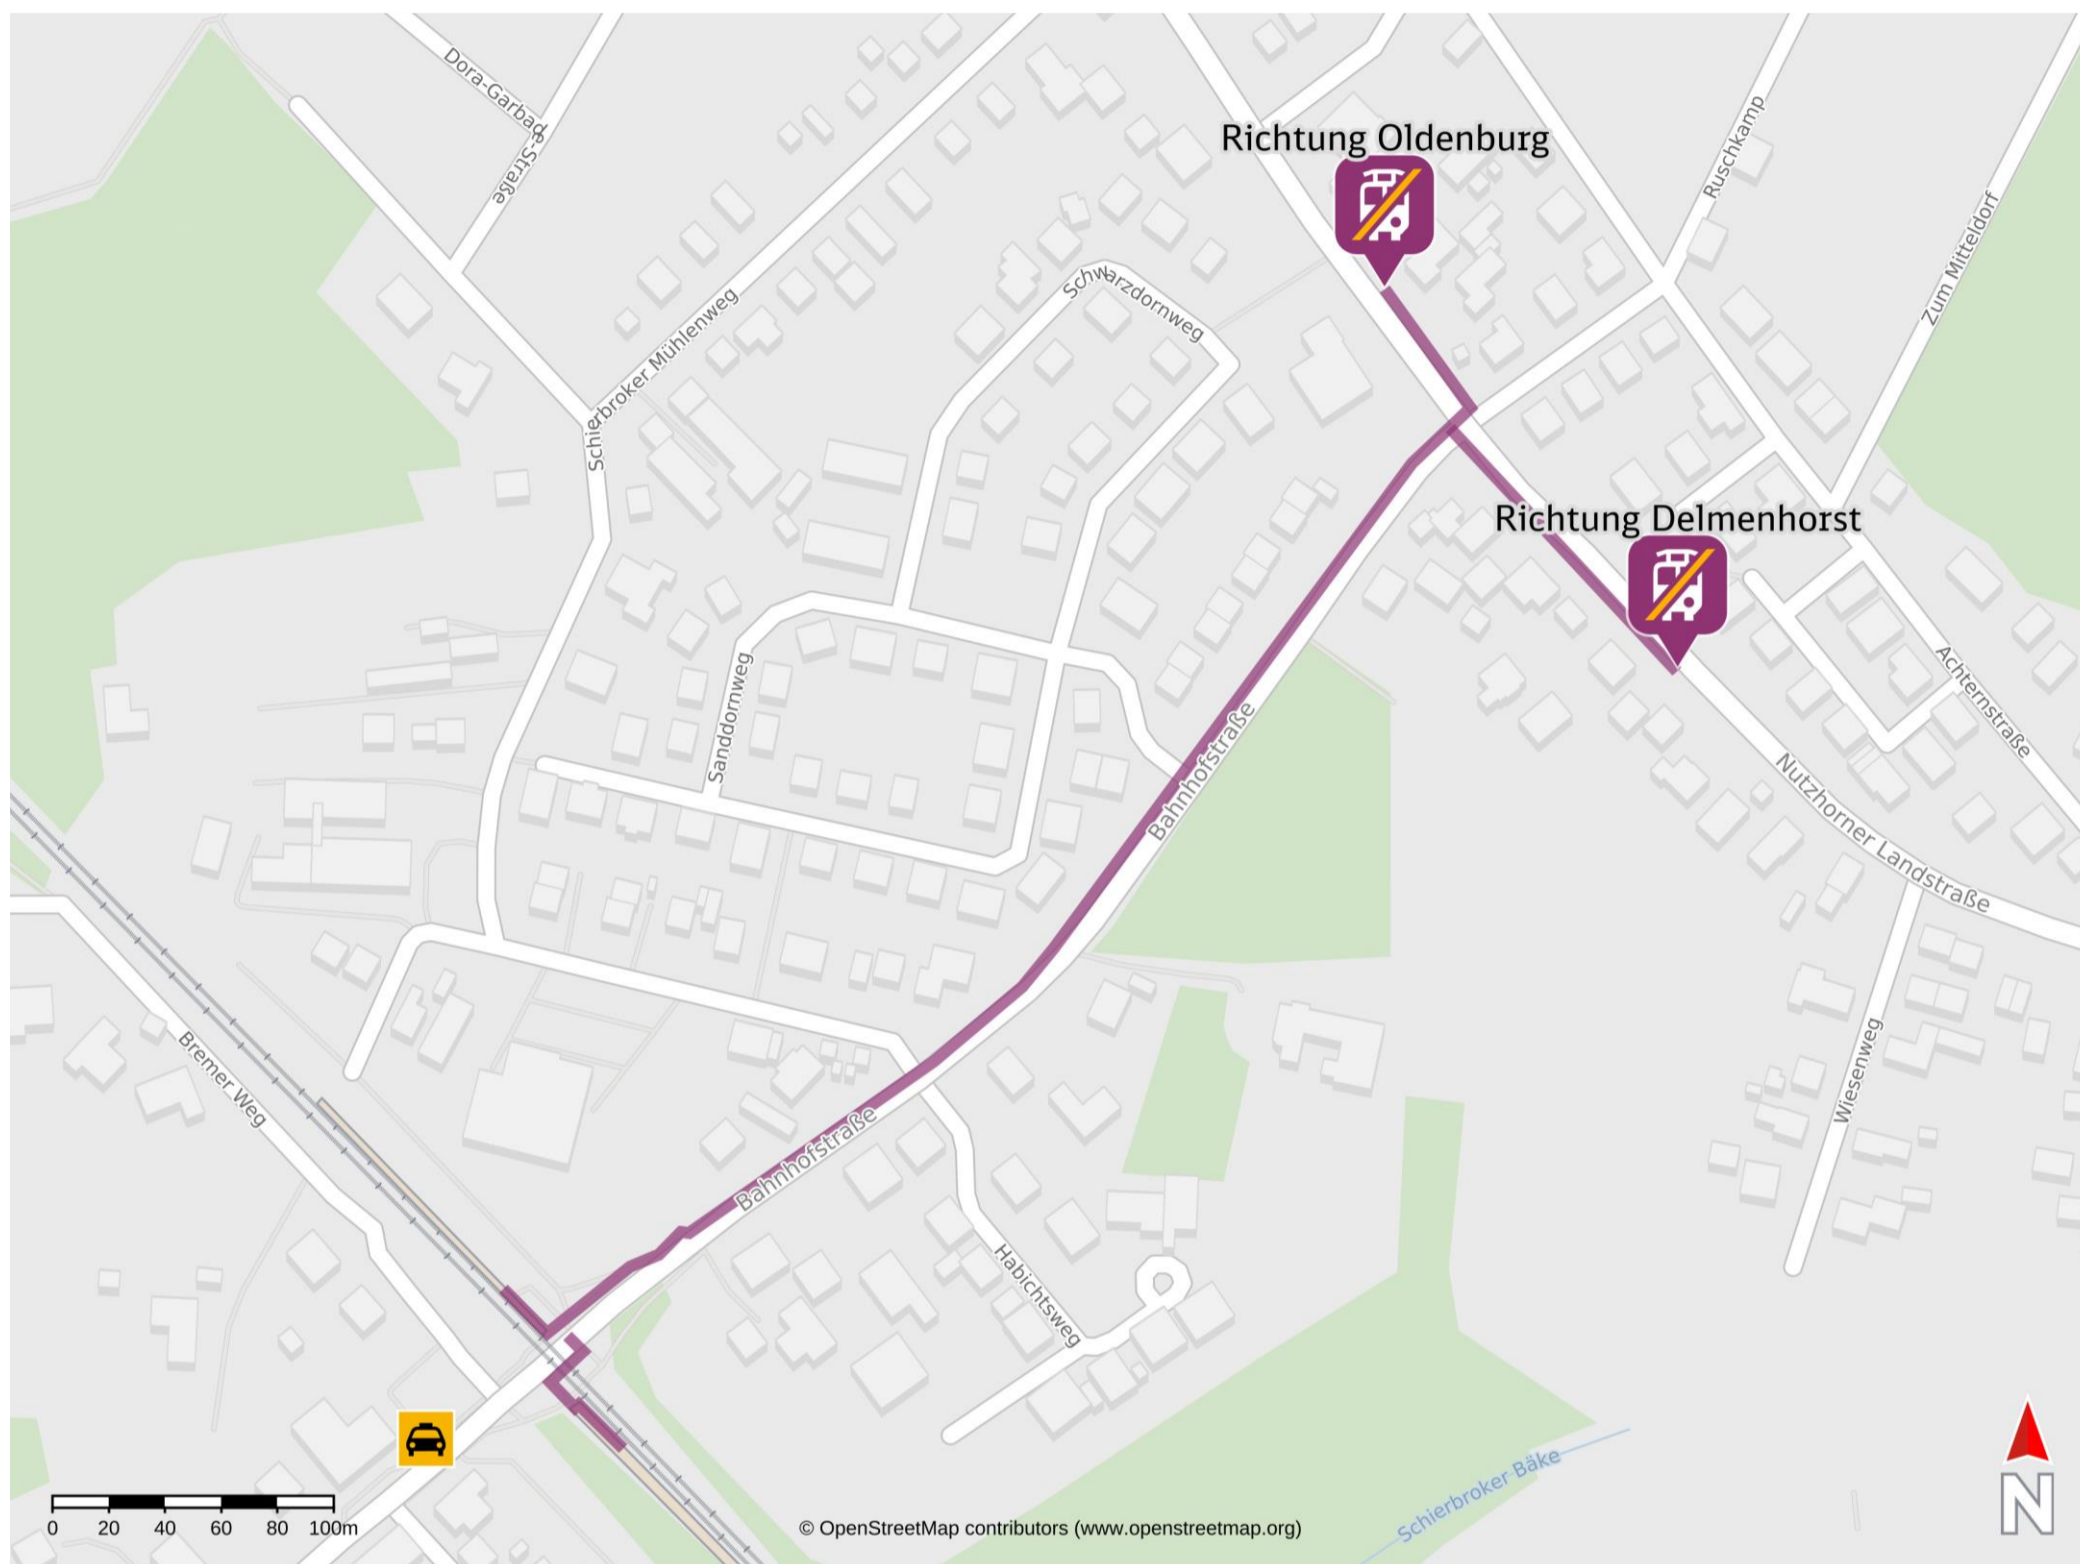 Dora-Garbade-Straße
Ruschkamp
Richtung Oldenburg
Zum Mitteldorf
Schwarzdornweg
Schierbroker Mühlenweg
Richtung Delmenhorst
Achternstraße
Sanddornweg
Bahnhofstraße
Nutzhorner Landstraße
Wiesenweg
Bremer Weg
Bahnhofstraße
Habichtsweg
Schierbroker Bäke
N
0 20 40 60 80 100m
© OpenStreetMap contributors (www.openstreetmap.org)